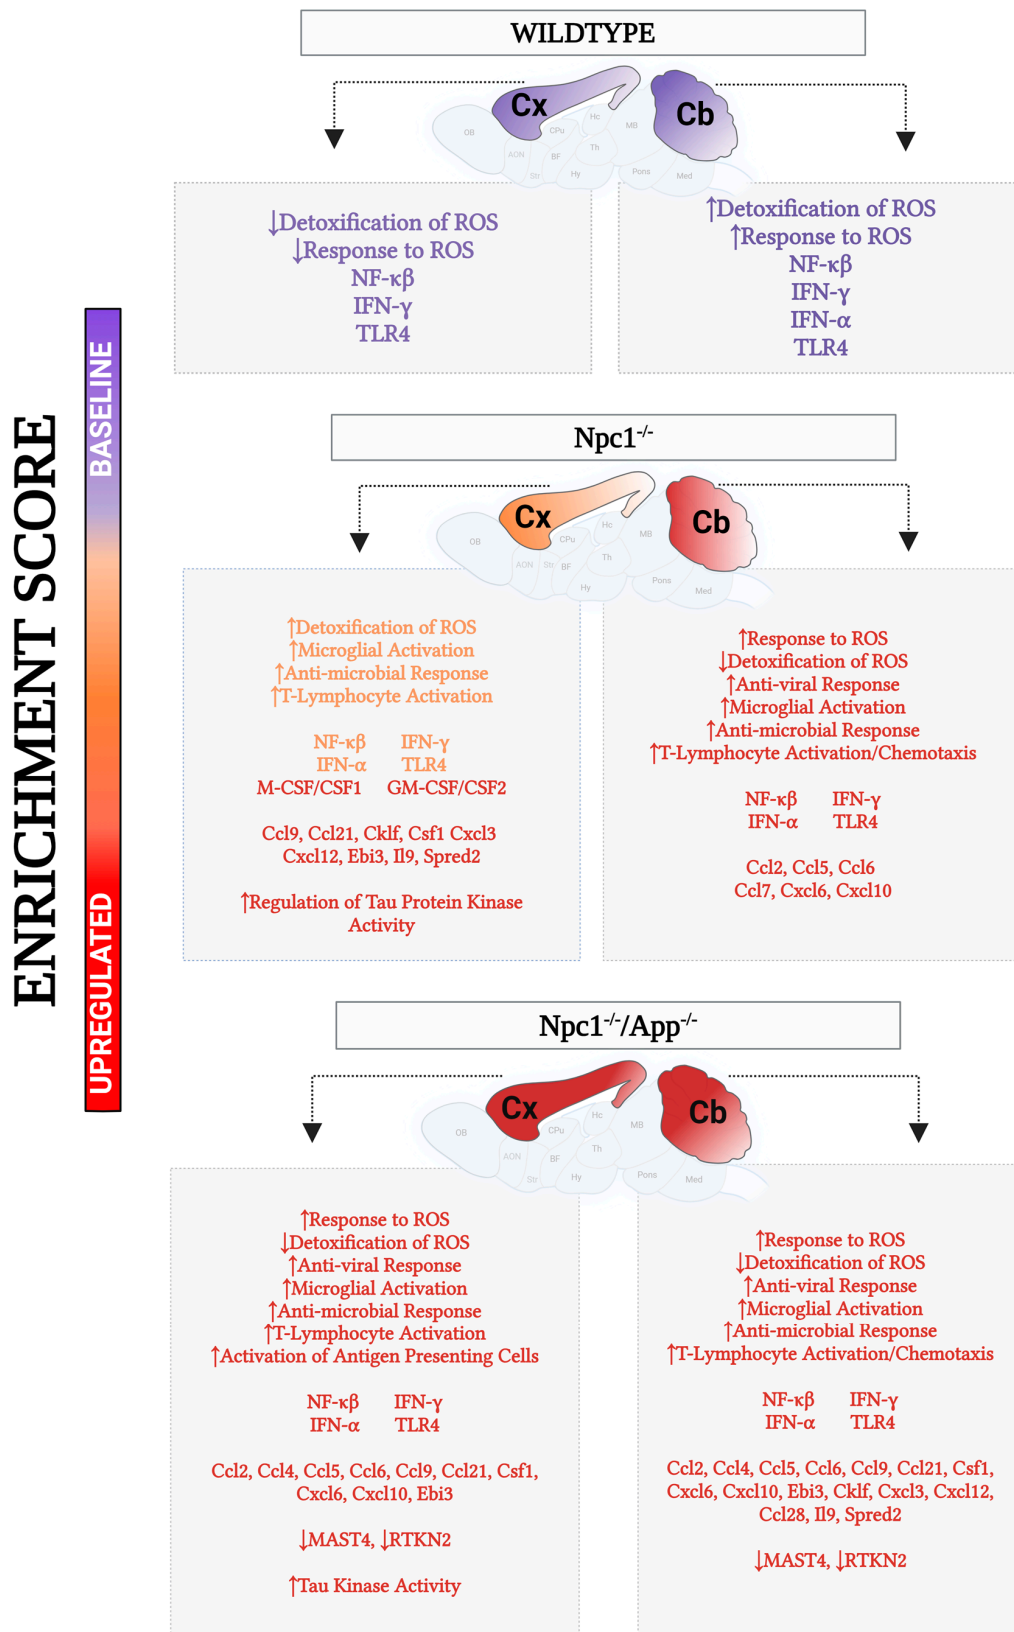 ENRICHMENT SCORE
BASELINE
UPREGULATED
WILDTYPE
Cx
Cb
OB
AON
CPu
Str
BF
Hc
Th
Hy
MB
Pons
Med
↓Detoxification of ROS
↓Response to ROS
NF-κβ
IFN-γ
TLR4
↑Detoxification of ROS
↑Response to ROS
NF-κβ
IFN-γ
IFN-α
TLR4
Npc1-/-
Cx
Cb
OB
AON
Str
CPu
BF
Hc
Th
Hy
MB
Pons
Med
↑Detoxification of ROS
↑Microglial Activation
↑Anti-microbial Response
↑T-Lymphocyte Activation
NF-κβ IFN-γ
IFN-α TLR4
M-CSF/CSF1 GM-CSF/CSF2
Ccl9, Ccl21, Cklf, Csf1 Cxcl3
Cxcl12, Ebi3, Il9, Spred2
↑Regulation of Tau Protein Kinase
Activity
↑Response to ROS
↓Detoxification of ROS
↑Anti-viral Response
↑Microglial Activation
↑Anti-microbial Response
↑T-Lymphocyte Activation/Chemotaxis
NF-κβ IFN-γ
IFN-α TLR4
Ccl2, Ccl5, Ccl6
Ccl7, Cxcl6, Cxcl10
Npc1-/-/App-/-
Cx
Cb
OB
AON
CPu
Str
BF
Hc
Th
Hy
MB
Pons
Med
↑Response to ROS
↓Detoxification of ROS
↑Anti-viral Response
↑Microglial Activation
↑Anti-microbial Response
↑T-Lymphocyte Activation
↑Activation of Antigen Presenting Cells
NF-κβ IFN-γ
IFN-α TLR4
Ccl2, Ccl4, Ccl5, Ccl6, Ccl9, Ccl21, Csf1,
Cxcl6, Cxcl10, Ebi3
↓MAST4, ↓RTKN2
↑Tau Kinase Activity
↑Response to ROS
↓Detoxification of ROS
↑Anti-viral Response
↑Microglial Activation
↑Anti-microbial Response
↑T-Lymphocyte Activation/Chemotaxis
NF-κβ IFN-γ
IFN-α TLR4
Ccl2, Ccl4, Ccl5, Ccl6, Ccl9, Ccl21, Csf1,
Cxcl6, Cxcl10, Ebi3, Cklf, Cxcl3, Cxcl12,
Ccl28, Il9, Spred2
↓MAST4, ↓RTKN2